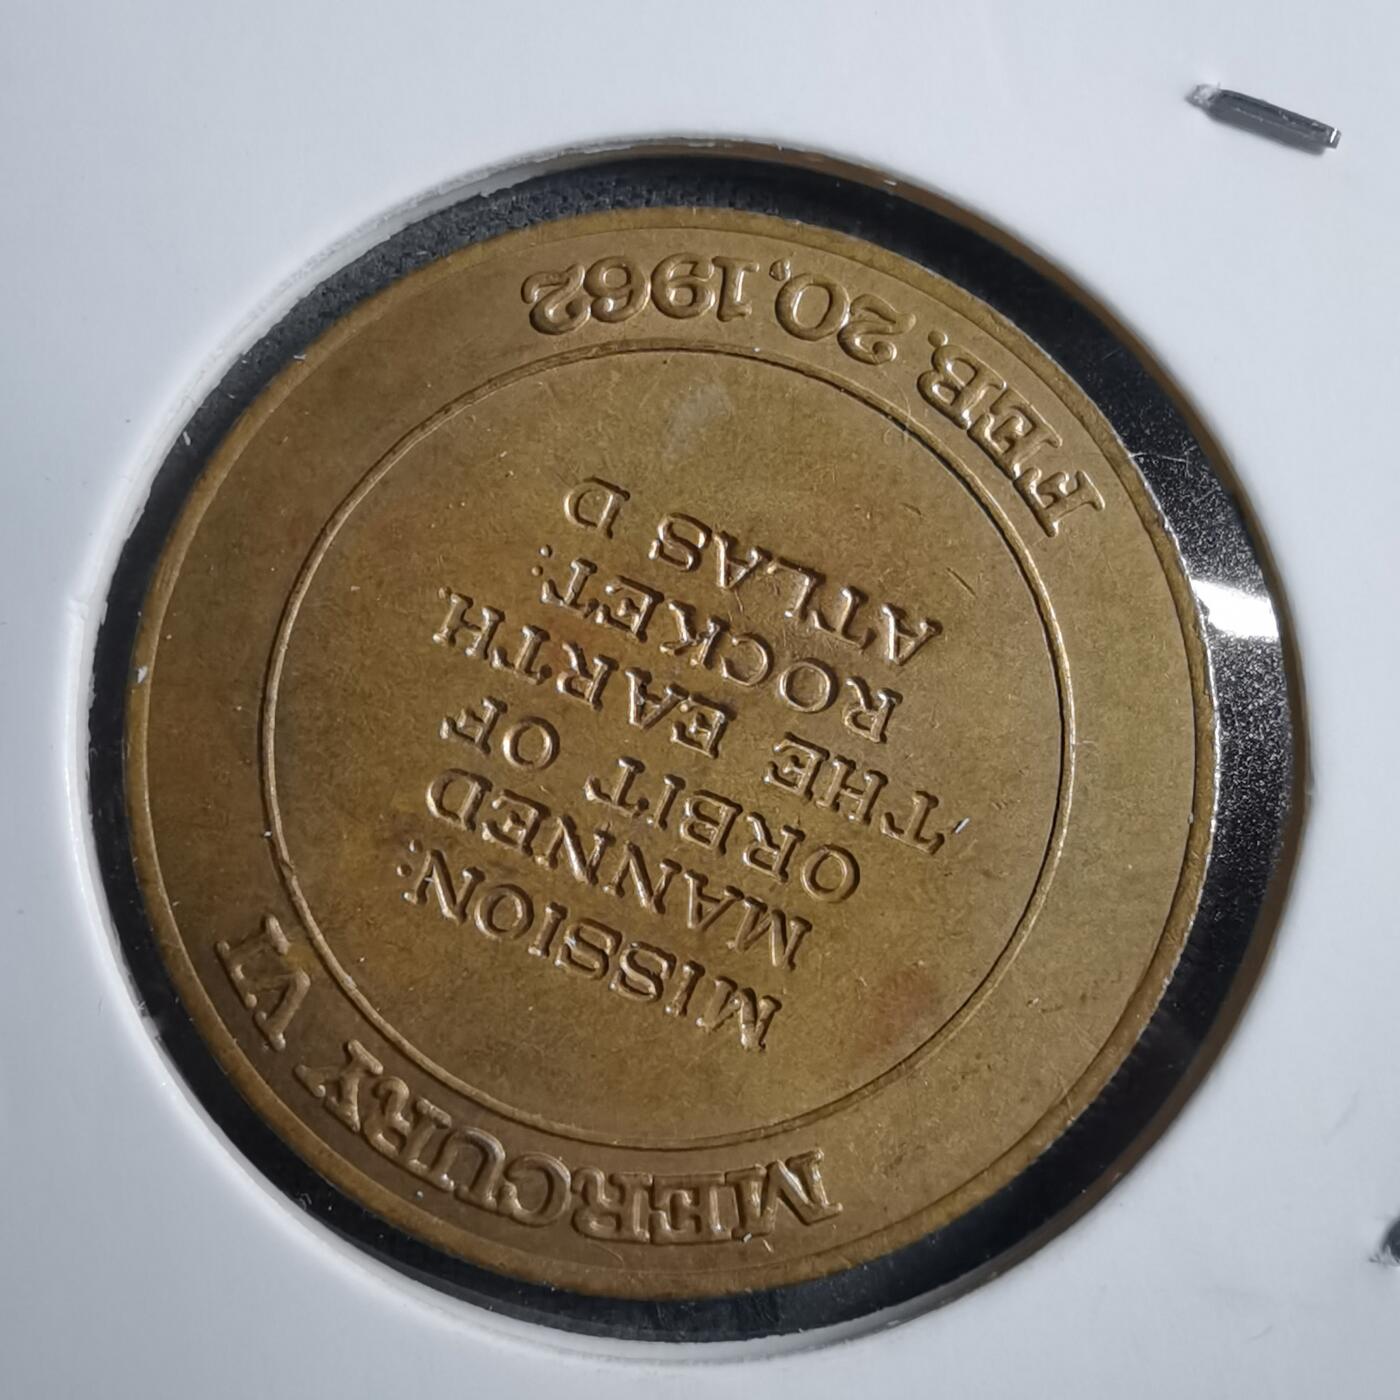 MERCURY VI
MISSION:
MANNED
ORBIT OF
THE EARTH.
ROCKET:
ATLAS D
FEB. 20, 1962